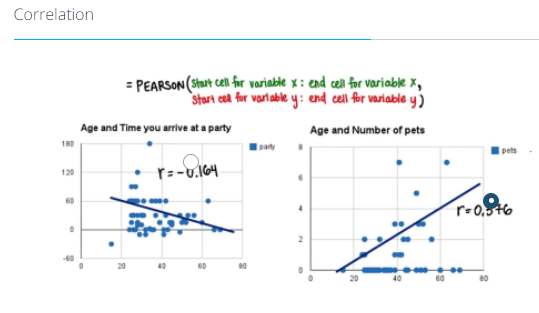 Correlation
= PEARSON(Start cell for variable x: end cell for variable x,
Start cell for variable y: end cell for variable y)
Age and Time you arrive at a party
180
120
60
0
-60
0
20
40
60
80
party
r=-0.164
Age and Number of pets
8
6
4
2
0
0
20
40
60
80
pets